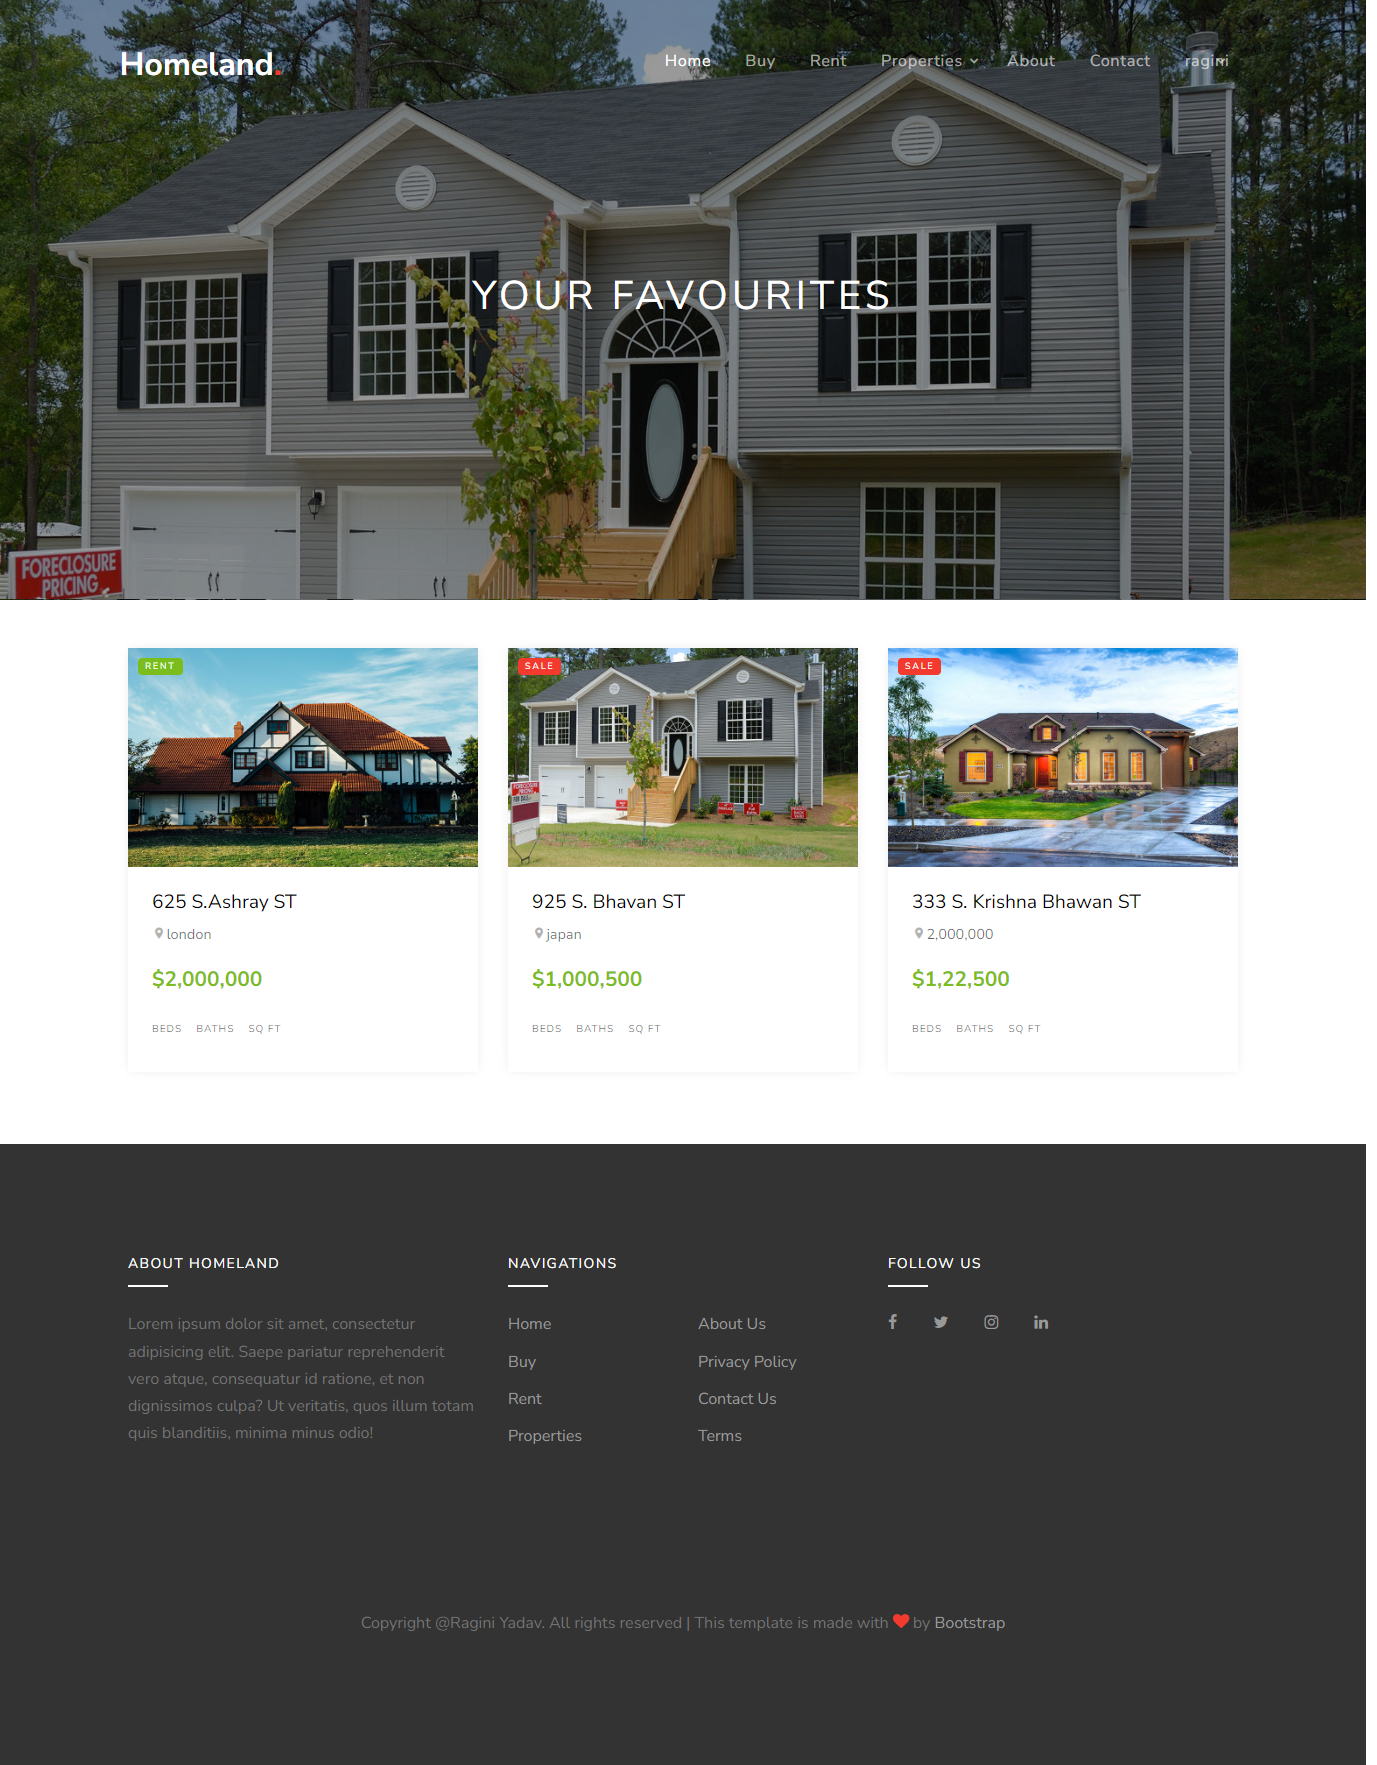 Homeland.
Home Buy Rent Properties About Contact ragini
YOUR FAVOURITES
FORECLOSURE
PRICING
RENT
SALE
FORECLOSURE
PRICING
FOR SALE
SALE
625 S.Ashray ST
london
$2,000,000
BEDS BATHS SQ FT
925 S. Bhavan ST
japan
$1,000,500
BEDS BATHS SQ FT
333 S. Krishna Bhawan ST
2,000,000
$1,22,500
BEDS BATHS SQ FT
ABOUT HOMELAND
Lorem ipsum dolor sit amet, consectetur
adipisicing elit. Saepe pariatur reprehenderit
vero atque, consequatur id ratione, et non
dignissimos culpa? Ut veritatis, quos illum totam
quis blanditiis, minima minus odio!
NAVIGATIONS
Home
Buy
Rent
Properties
About Us
Privacy Policy
Contact Us
Terms
FOLLOW US
Copyright @Ragini Yadav. All rights reserved | This template is made with ❤ by Bootstrap